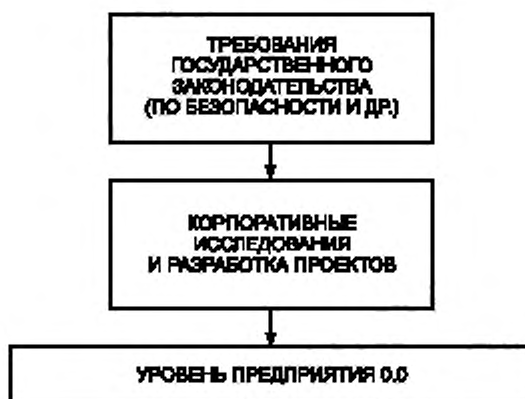 ТРЕБОВАНИЯ
ГОСУДАРСТВЕННОГО
ЗАКОНОДАТЕЛЬСТВА
(ПО БЕЗОПАСНОСТИ И ДР.)
КОРПОРАТИВНЫЕ
ИССЛЕДОВАНИЯ
И РАЗРАБОТКА ПРОЕКТОВ
УРОВЕНЬ ПРЕДПРИЯТИЯ 0.0